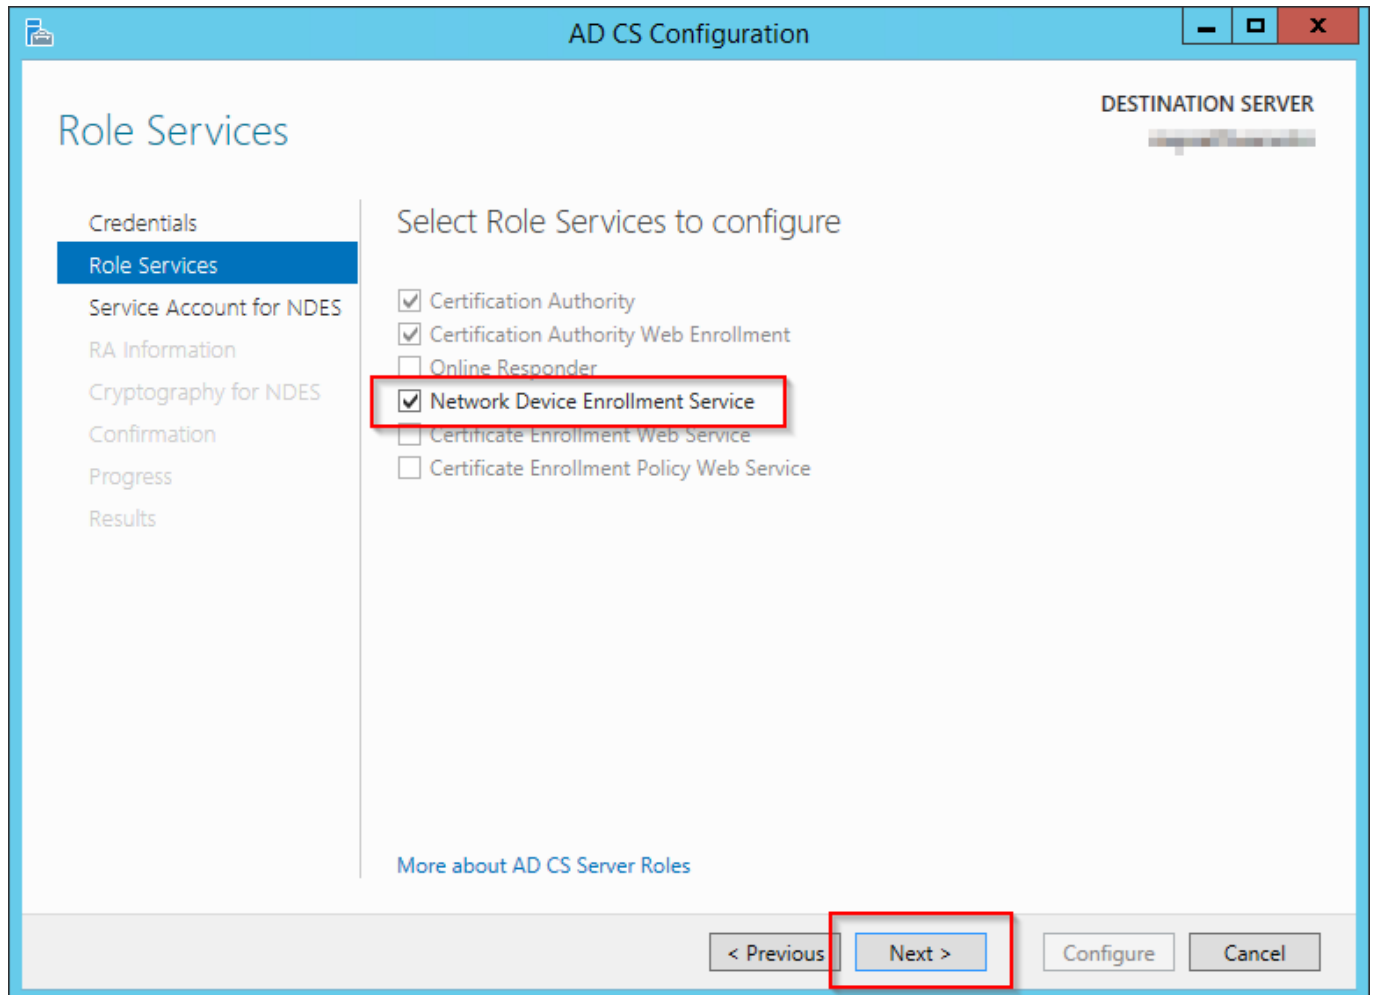 AD CS Configuration
DESTINATION SERVER
Role Services
Credentials
Role Services
Service Account for NDES
RA Information
Cryptography for NDES
Confirmation
Progress
Results
Select Role Services to configure
Certification Authority
Certification Authority Web Enrollment
Online Responder
Network Device Enrollment Service
Certificate Enrollment Web Service
Certificate Enrollment Policy Web Service
More about AD CS Server Roles
< Previous
Next >
Configure
Cancel